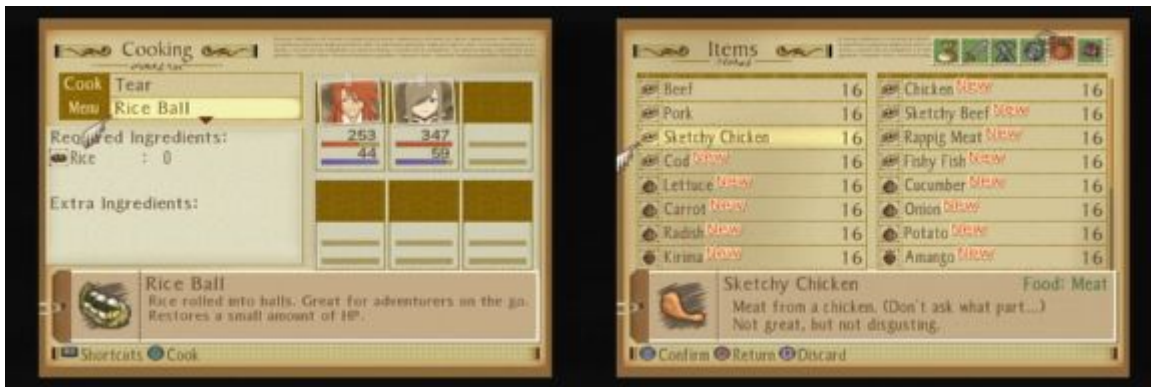 Cooking
Cook Tear
Menu Rice Ball
Required Ingredients:
Rice : 0
Extra Ingredients:
253 347
44 59
Rice Ball
Rice rolled into balls. Great for adventurers on the go.
Restores a small amount of HP.
Shortcuts Cook
Items
Beef 16 Chicken New 16
Pork 16 Sketchy Beef New 16
Sketchy Chicken 16 Rappig Meat New 16
Cod New 16 Fishy Fish New 16
Lettuce New 16 Cucumber New 16
Carrot New 16 Onion New 16
Radish New 16 Potato New 16
Kirima New 16 Amango New 16
Sketchy Chicken Food: Meat
Meat from a chicken. (Don't ask what part...)
Not great, but not disgusting.
Confirm Return Discard